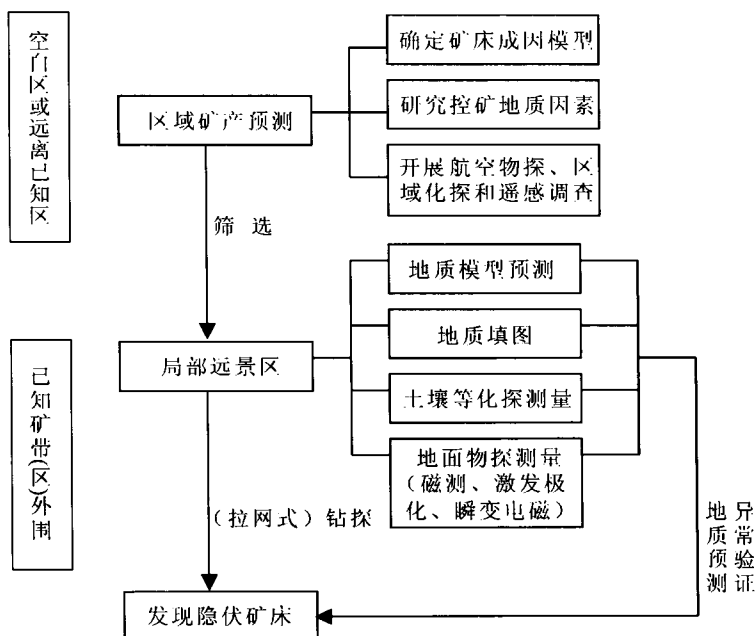 空白区或远离已知区
确定矿床成因模型
区域矿产预测
研究控矿地质因素
开展航空物探、区
域化探和遥感调查
筛选
地质模型预测
地质填图
局部远景区
土壤等化探测量
地面物探测量
(磁测、激发极
化、瞬变电磁)
已知矿带(区)外围
(拉网式)钻探
异常验证
地质预测
发现隐伏矿床